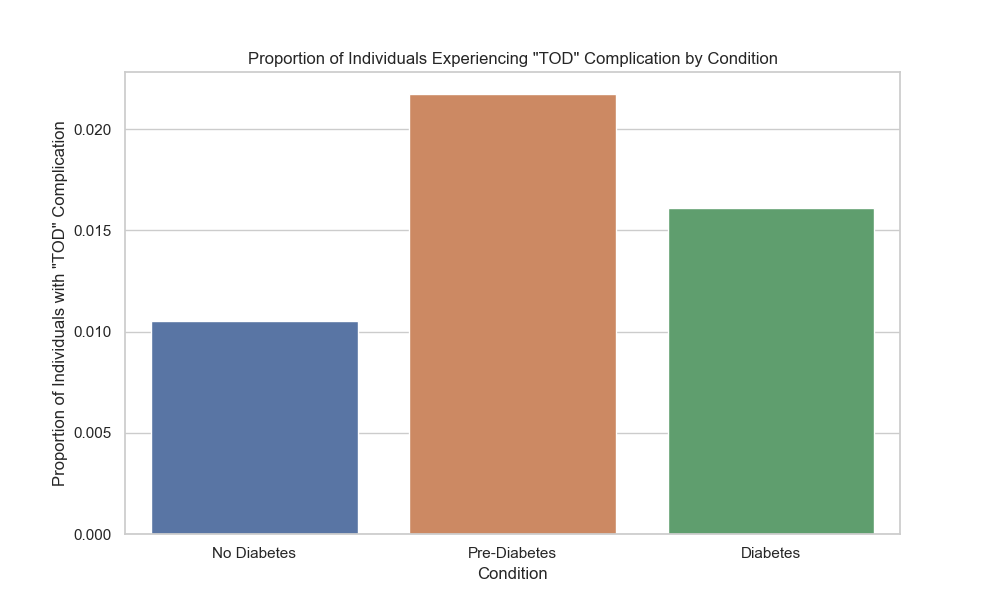 Proportion of Individuals Experiencing "TOD" Complication by Condition
Proportion of Individuals with "TOD" Complication
0.020
0.015
0.010
0.005
0.000
No Diabetes
Pre-Diabetes
Diabetes
Condition